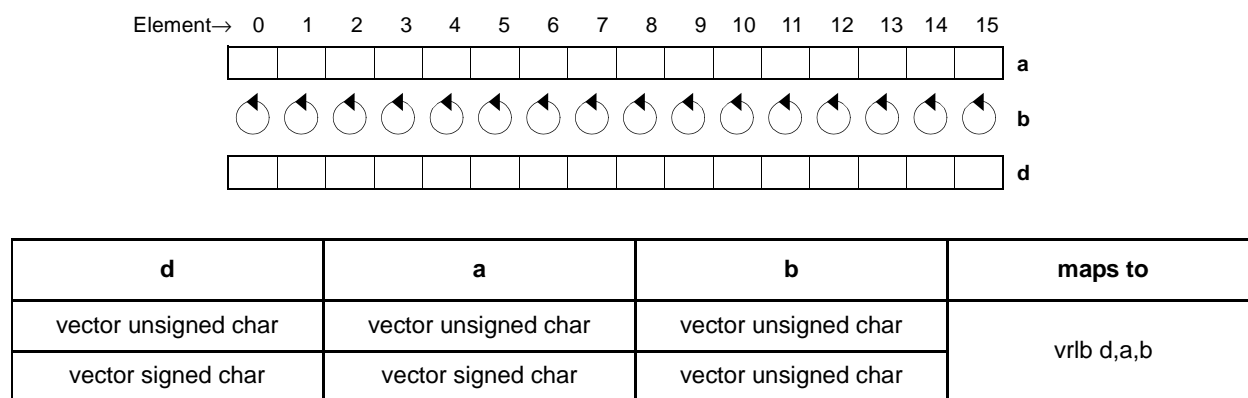 Element→ 0 1 2 3 4 5 6 7 8 9 10 11 12 13 14 15
a
b
d
d a b maps to
vector unsigned char vector unsigned char vector unsigned char vrlb d,a,b
vector signed char vector signed char vector unsigned char